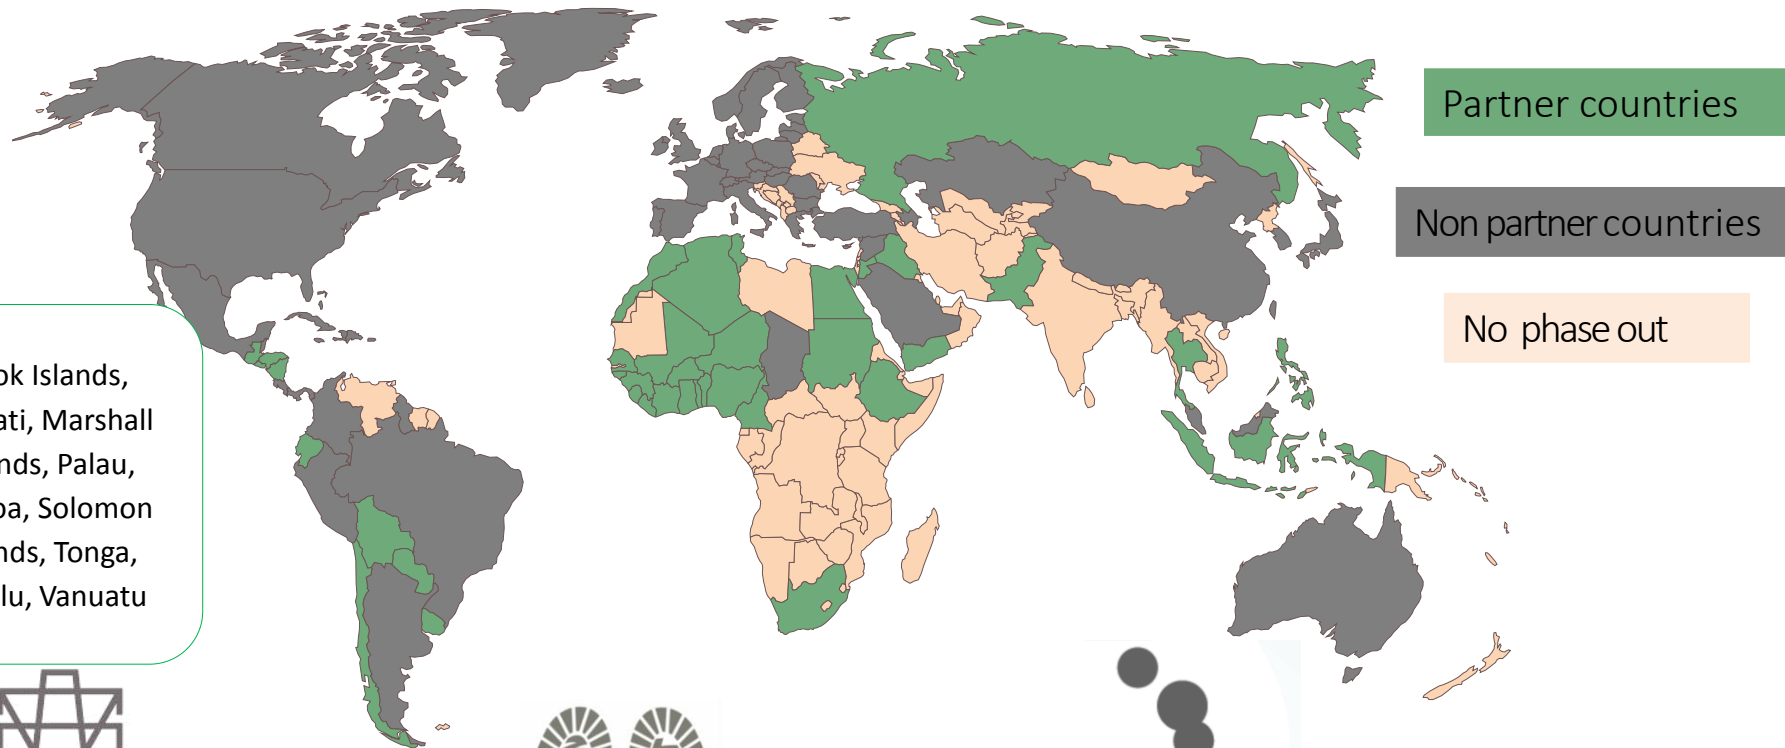 Partner countries
Non partner countries
No phase out
ok Islands,
ati, Marshall
nds, Palau,
oa, Solomon
nds, Tonga,
lu, Vanuatu